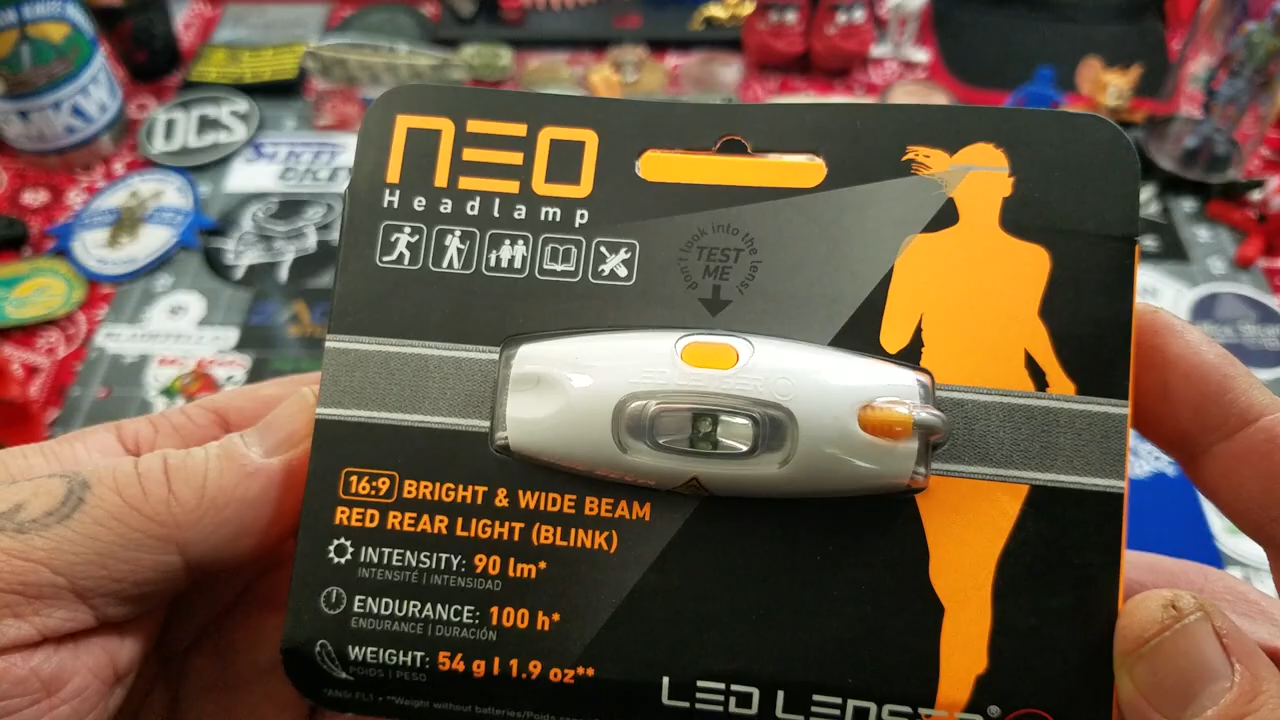 NEO
Headlamp
don't look into the lens!
TEST
ME
LED LENSER
16:9 BRIGHT & WIDE BEAM
RED REAR LIGHT (BLINK)
INTENSITY: 90 lm*
INTENSITÉ | INTENSIDAD
ENDURANCE: 100 h*
ENDURANCE | DURACIÓN
WEIGHT: 54 g | 1.9 oz**
POIDS | PESO
*ANSI FL1 • **Weight without batteries/Poids
LED LENSER®
OCS